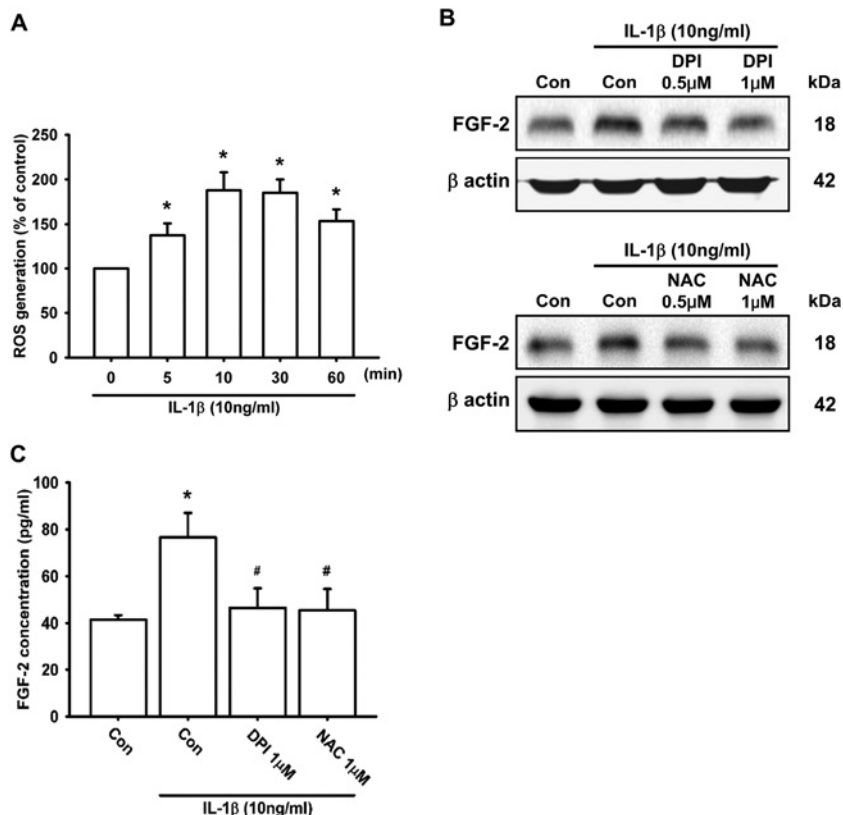 A
ROS generation (% of control)
250
200
150
100
50
0
* * * *
0 5 10 30 60 (min)
IL-1β (10ng/ml)
B
IL-1β (10ng/ml)
DPI DPI
Con Con 0.5μM 1μM kDa
FGF-2 18
β actin 42
IL-1β (10ng/ml)
NAC NAC
Con Con 0.5μM 1μM kDa
FGF-2 18
β actin 42
C
FGF-2 concentration (pg/ml)
100
80
60
40
20
0
* # #
Con Con DPI 1μM NAC 1μM
IL-1β (10ng/ml)